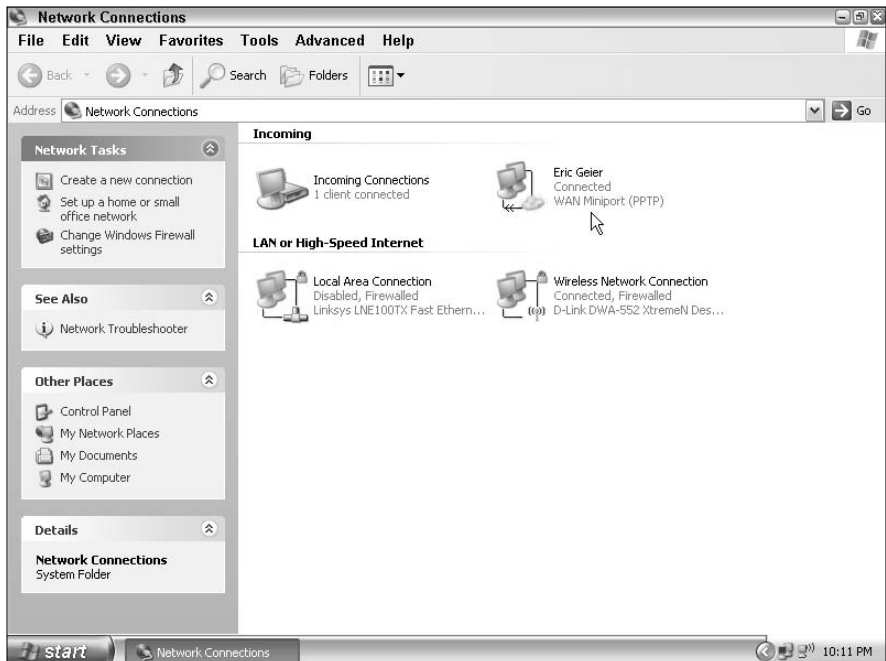 Network Connections
File Edit View Favorites Tools Advanced Help
Back Search Folders
Address Network Connections Go
Network Tasks
Create a new connection
Set up a home or small
office network
Change Windows Firewall
settings
See Also
Network Troubleshooter
Other Places
Control Panel
My Network Places
My Documents
My Computer
Details
Network Connections
System Folder
Incoming
Incoming Connections
1 client connected
Eric Geier
Connected
WAN Miniport (PPTP)
LAN or High-Speed Internet
Local Area Connection
Disabled, Firewalled
Linksys LNE100TX Fast Ethern...
Wireless Network Connection
Connected, Firewalled
D-Link DWA-552 XtremeN Des...
start Network Connections 10:11 PM